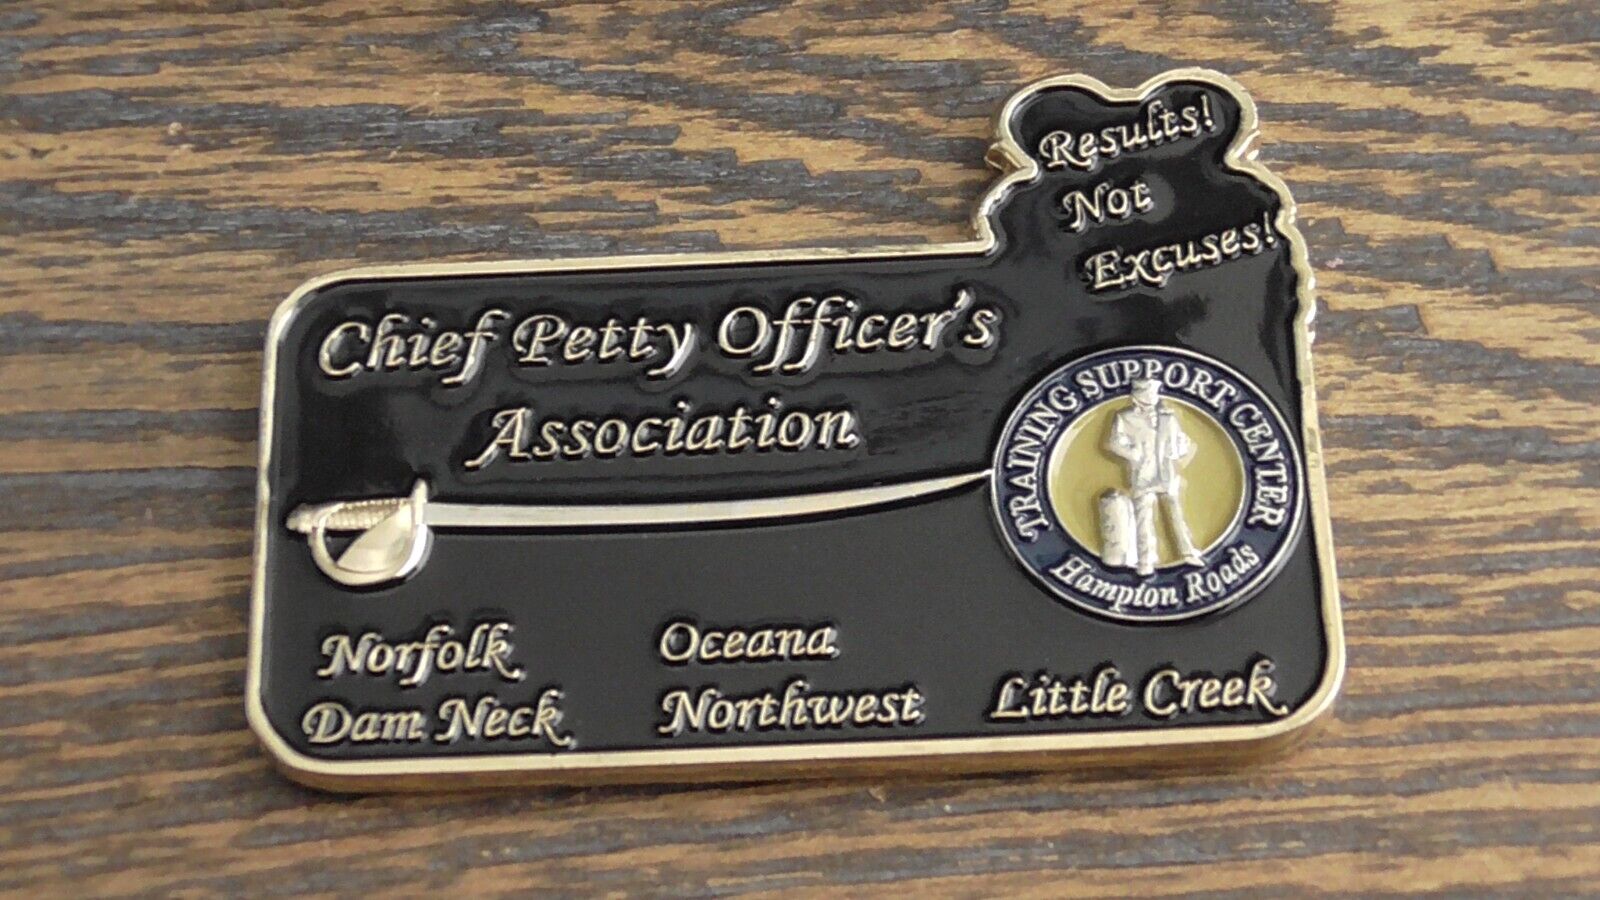 Results!
Not
Excuses!
Chief Petty Officer's
Association
TRAINING SUPPORT CENTER
Hampton Roads
Norfolk
Oceana
Dam Neck
Northwest
Little Creek